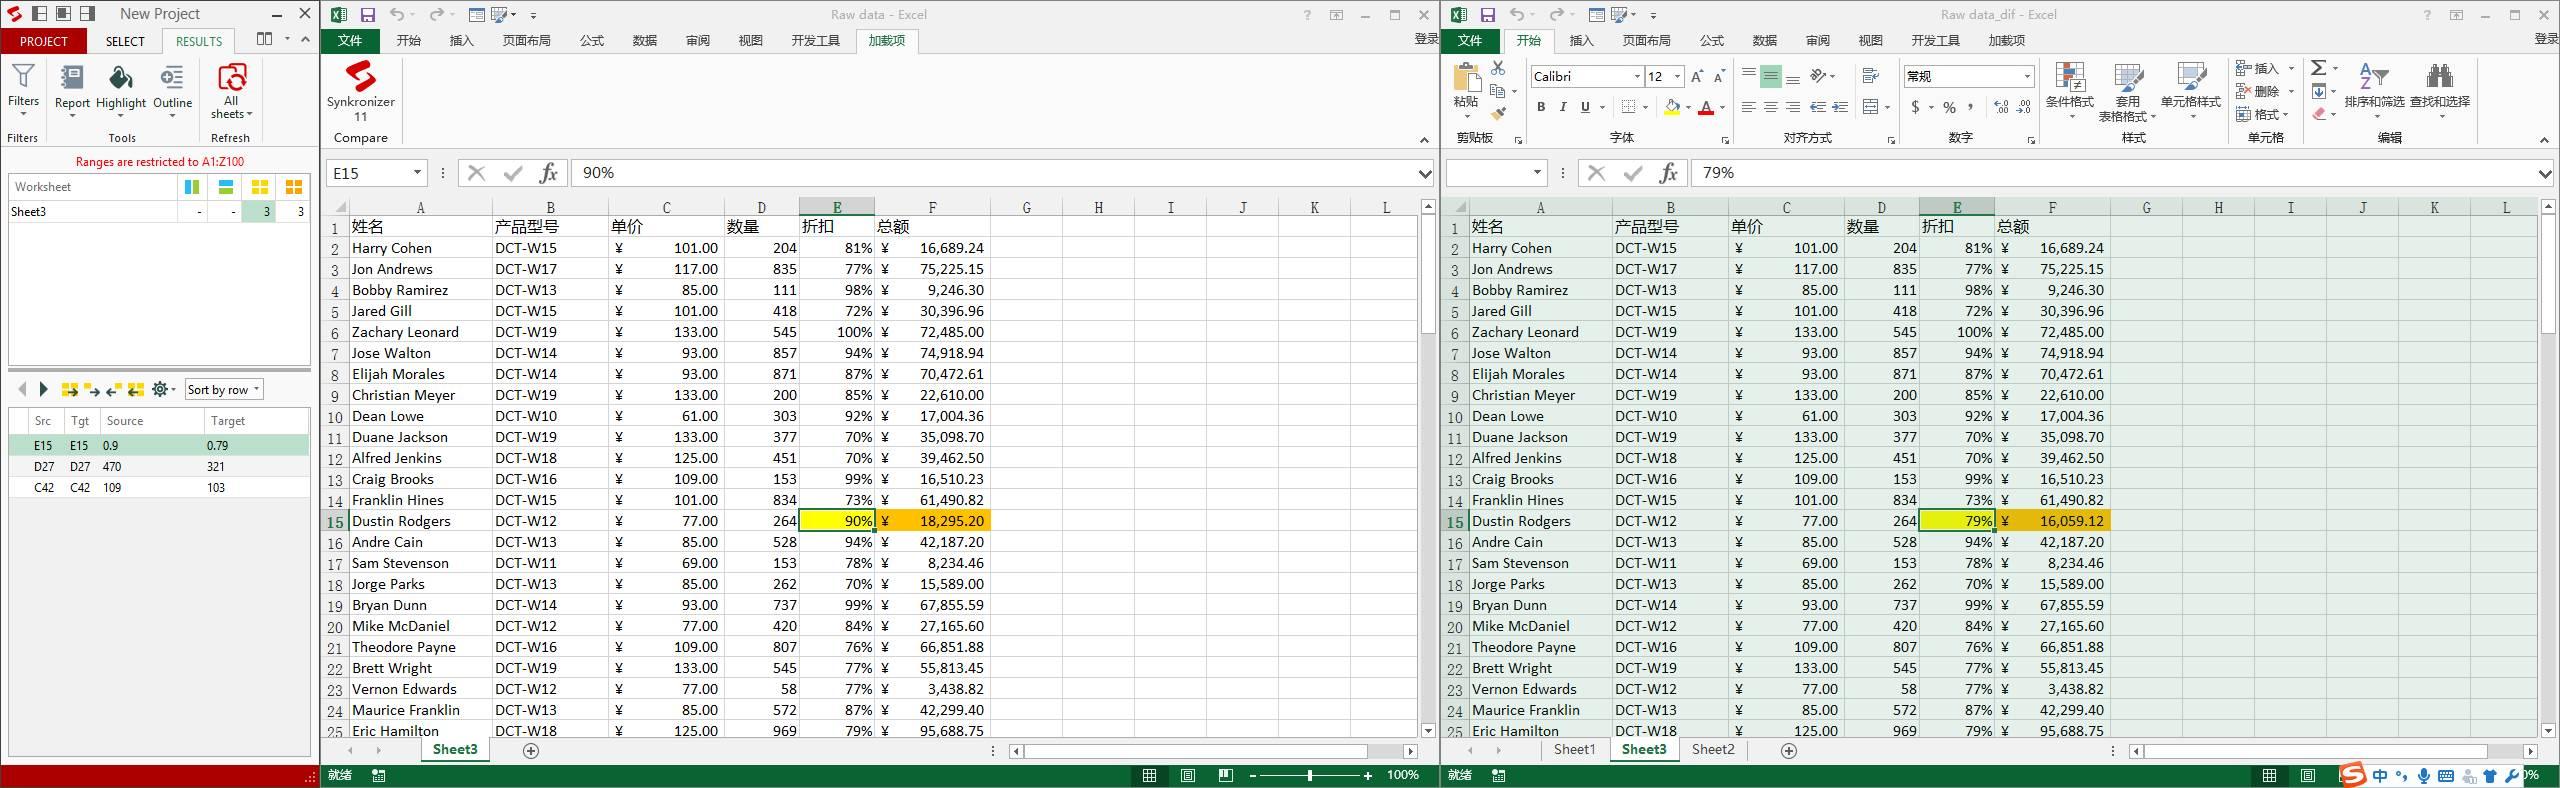 New Project
PROJECT SELECT RESULTS
Filters Report Highlight Outline All sheets
Filters Tools Refresh
Ranges are restricted to A1:Z100
Worksheet
Sheet3 - - 3 3
Sort by row
Src Tgt Source Target
E15 E15 0.9 0.79
D27 D27 470 321
C42 C42 109 103
Raw data - Excel
文件 开始 插入 页面布局 公式 数据 审阅 视图 开发工具 加载项 登录
Synkronizer
11
Compare
E15 fx 90%
A B C D E F G H I J K L
1 姓名 产品型号 单价 数量 折扣 总额
2 Harry Cohen DCT-W15 ¥ 101.00 204 81% ¥ 16,689.24
3 Jon Andrews DCT-W17 ¥ 117.00 835 77% ¥ 75,225.15
4 Bobby Ramirez DCT-W13 ¥ 85.00 111 98% ¥ 9,246.30
5 Jared Gill DCT-W15 ¥ 101.00 418 72% ¥ 30,396.96
6 Zachary Leonard DCT-W19 ¥ 133.00 545 100% ¥ 72,485.00
7 Jose Walton DCT-W14 ¥ 93.00 857 94% ¥ 74,918.94
8 Elijah Morales DCT-W14 ¥ 93.00 871 87% ¥ 70,472.61
9 Christian Meyer DCT-W19 ¥ 133.00 200 85% ¥ 22,610.00
10 Dean Lowe DCT-W10 ¥ 61.00 303 92% ¥ 17,004.36
11 Duane Jackson DCT-W19 ¥ 133.00 377 70% ¥ 35,098.70
12 Alfred Jenkins DCT-W18 ¥ 125.00 451 70% ¥ 39,462.50
13 Craig Brooks DCT-W16 ¥ 109.00 153 99% ¥ 16,510.23
14 Franklin Hines DCT-W15 ¥ 101.00 834 73% ¥ 61,490.82
15 Dustin Rodgers DCT-W12 ¥ 77.00 264 90% ¥ 18,295.20
16 Andre Cain DCT-W13 ¥ 85.00 528 94% ¥ 42,187.20
17 Sam Stevenson DCT-W11 ¥ 69.00 153 78% ¥ 8,234.46
18 Jorge Parks DCT-W13 ¥ 85.00 262 70% ¥ 15,589.00
19 Bryan Dunn DCT-W14 ¥ 93.00 737 99% ¥ 67,855.59
20 Mike McDaniel DCT-W12 ¥ 77.00 420 84% ¥ 27,165.60
21 Theodore Payne DCT-W16 ¥ 109.00 807 76% ¥ 66,851.88
22 Brett Wright DCT-W19 ¥ 133.00 545 77% ¥ 55,813.45
23 Vernon Edwards DCT-W12 ¥ 77.00 58 77% ¥ 3,438.82
24 Maurice Franklin DCT-W13 ¥ 85.00 572 87% ¥ 42,299.40
25 Eric Hamilton DCT-W18 ¥ 125.00 969 79% ¥ 95,688.75
Sheet3
就绪 100%
Raw data_dif - Excel
文件 开始 插入 页面布局 公式 数据 审阅 视图 开发工具 加载项 登录
粘贴 Calibri 12 常规 条件格式 套用 表格格式 单元格样式 插入 删除 格式 排序和筛选 查找和选择
剪贴板 字体 对齐方式 数字 样式 单元格 编辑
fx 79%
A B C D E F G H I J K L
1 姓名 产品型号 单价 数量 折扣 总额
2 Harry Cohen DCT-W15 ¥ 101.00 204 81% ¥ 16,689.24
3 Jon Andrews DCT-W17 ¥ 117.00 835 77% ¥ 75,225.15
4 Bobby Ramirez DCT-W13 ¥ 85.00 111 98% ¥ 9,246.30
5 Jared Gill DCT-W15 ¥ 101.00 418 72% ¥ 30,396.96
6 Zachary Leonard DCT-W19 ¥ 133.00 545 100% ¥ 72,485.00
7 Jose Walton DCT-W14 ¥ 93.00 857 94% ¥ 74,918.94
8 Elijah Morales DCT-W14 ¥ 93.00 871 87% ¥ 70,472.61
9 Christian Meyer DCT-W19 ¥ 133.00 200 85% ¥ 22,610.00
10 Dean Lowe DCT-W10 ¥ 61.00 303 92% ¥ 17,004.36
11 Duane Jackson DCT-W19 ¥ 133.00 377 70% ¥ 35,098.70
12 Alfred Jenkins DCT-W18 ¥ 125.00 451 70% ¥ 39,462.50
13 Craig Brooks DCT-W16 ¥ 109.00 153 99% ¥ 16,510.23
14 Franklin Hines DCT-W15 ¥ 101.00 834 73% ¥ 61,490.82
15 Dustin Rodgers DCT-W12 ¥ 77.00 264 79% ¥ 16,059.12
16 Andre Cain DCT-W13 ¥ 85.00 528 94% ¥ 42,187.20
17 Sam Stevenson DCT-W11 ¥ 69.00 153 78% ¥ 8,234.46
18 Jorge Parks DCT-W13 ¥ 85.00 262 70% ¥ 15,589.00
19 Bryan Dunn DCT-W14 ¥ 93.00 737 99% ¥ 67,855.59
20 Mike McDaniel DCT-W12 ¥ 77.00 420 84% ¥ 27,165.60
21 Theodore Payne DCT-W16 ¥ 109.00 807 76% ¥ 66,851.88
22 Brett Wright DCT-W19 ¥ 133.00 545 77% ¥ 55,813.45
23 Vernon Edwards DCT-W12 ¥ 77.00 58 77% ¥ 3,438.82
24 Maurice Franklin DCT-W13 ¥ 85.00 572 87% ¥ 42,299.40
25 Eric Hamilton DCT-W18 ¥ 125.00 969 79% ¥ 95,688.75
Sheet1 Sheet3 Sheet2
就绪 中 0%